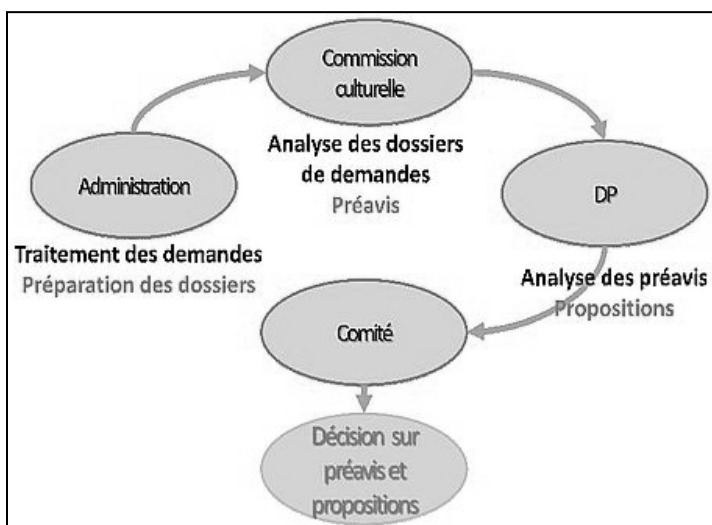 Commission
culturelle
Analyse des dossiers
de demandes
Préavis
Administration
Traitement des demandes
Préparation des dossiers
DP
Analyse des préavis
Propositions
Comité
Décision sur
préavis et
propositions